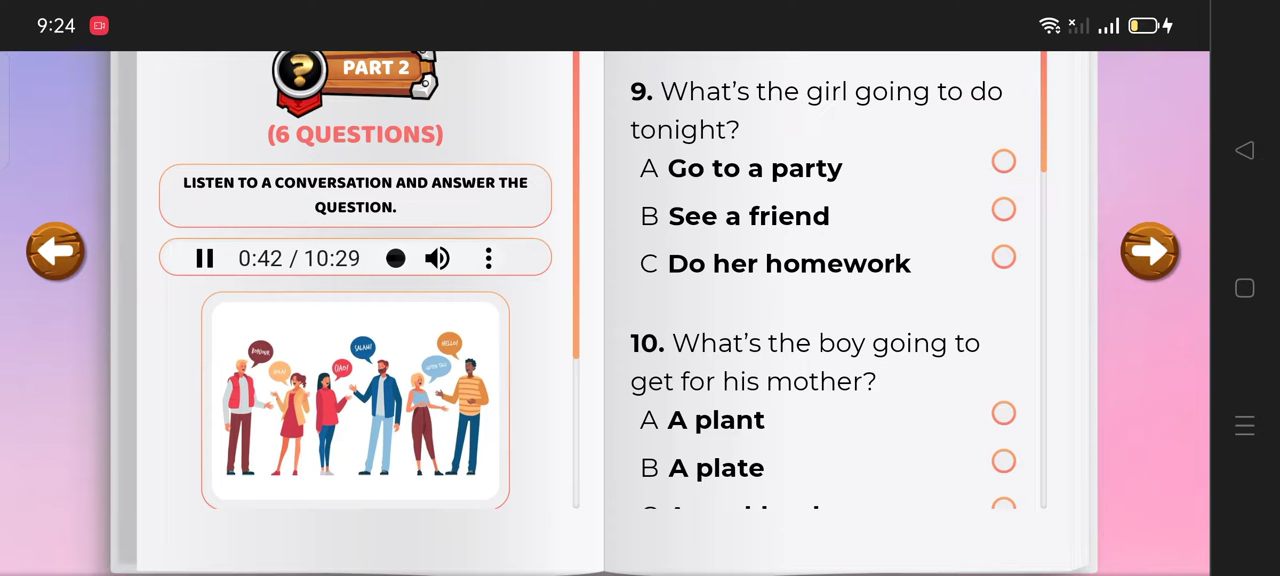 9:24
PART 2
(6 QUESTIONS)
LISTEN TO A CONVERSATION AND ANSWER THE
QUESTION.
0:42 / 10:29
BONJOUR
HOLA!
CIAO!
SALAM!
HELLO!
9. What's the girl going to do
tonight?
A Go to a party
B See a friend
C Do her homework
10. What's the boy going to
get for his mother?
A A plant
B A plate